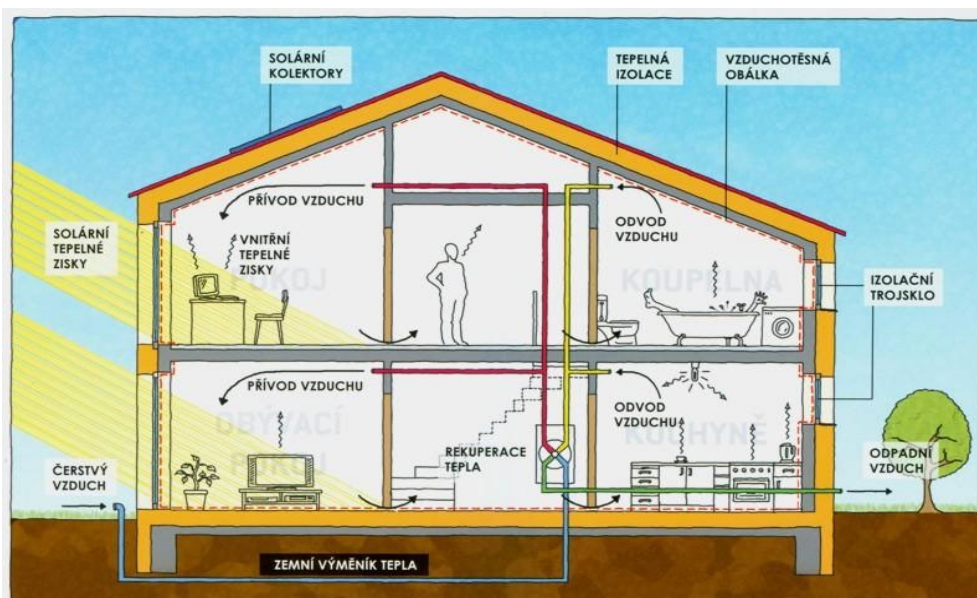 SOLÁRNÍ
KOLEKTORY
TEPELNÁ
IZOLACE
VZDUCHOTĚSNÁ
OBÁLKA
PŘÍVOD VZDUCHU
ODVOD
VZDUCHU
SOLÁRNÍ
TEPELNÉ
ZISKY
VNITŘNÍ
TEPELNÉ
ZISKY
POKOJ
KOUPELNA
IZOLAČNÍ
TROJSKLO
PŘÍVOD VZDUCHU
ODVOD
VZDUCHU
OBÝVACÍ
POKOJ
KUCHYNĚ
REKUPERACE
TEPLA
ČERSTVÝ
VZDUCH
ODPADNÍ
VZDUCH
ZEMNÍ VÝMĚNÍK TEPLA